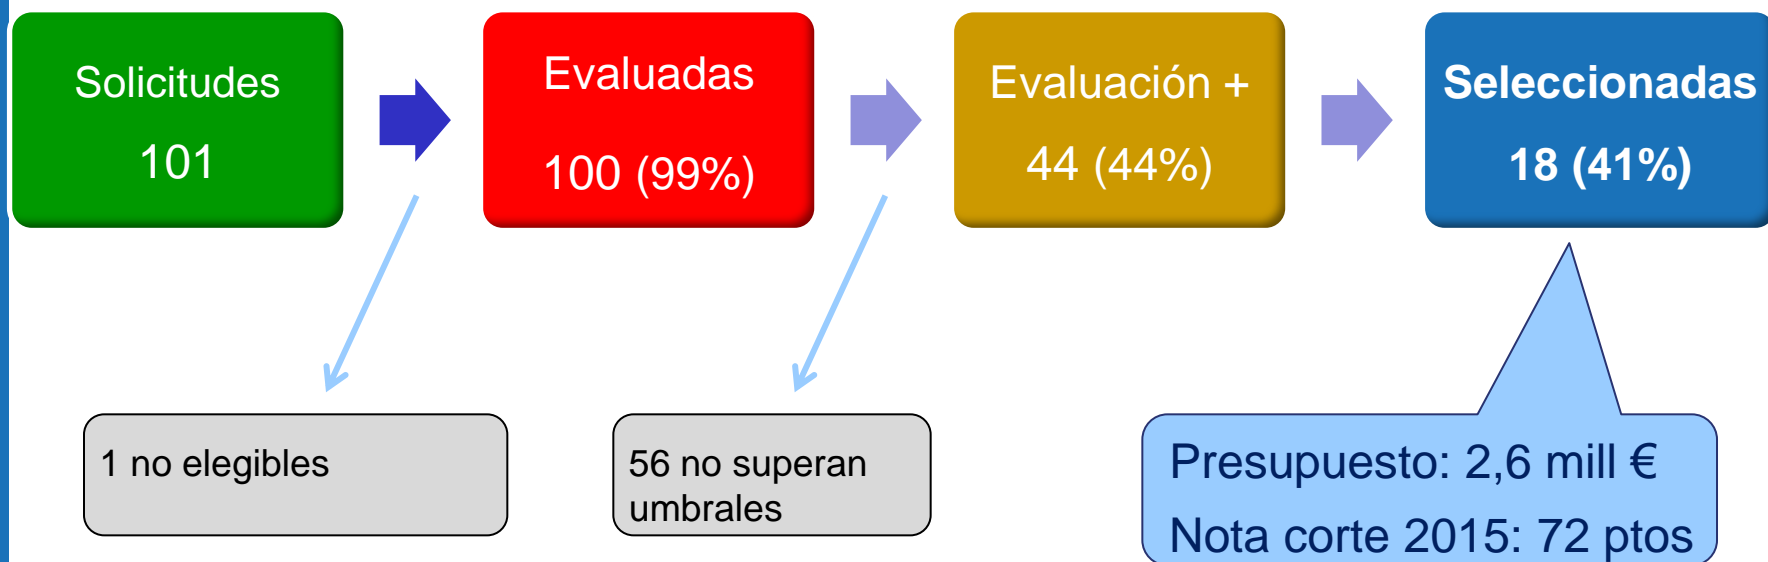 Solicitudes
101
Evaluadas
100 (99%)
Evaluación +
44 (44%)
Seleccionadas
18 (41%)
1 no elegibles
56 no superan
umbrales
Presupuesto: 2,6 mill €
Nota corte 2015: 72 ptos